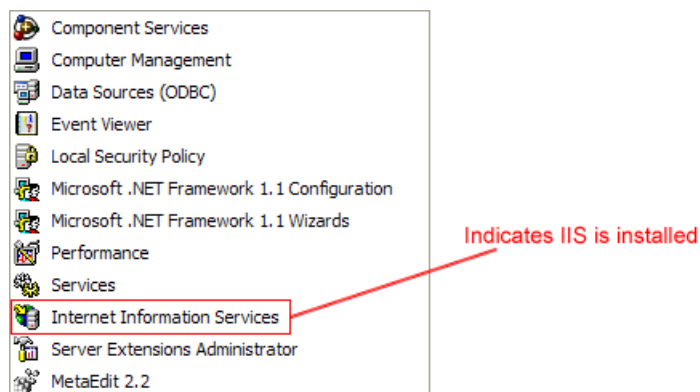 Component Services
Computer Management
Data Sources (ODBC)
Event Viewer
Local Security Policy
Microsoft .NET Framework 1.1 Configuration
Microsoft .NET Framework 1.1 Wizards
Performance
Indicates IIS is installed
Services
Internet Information Services
Server Extensions Administrator
MetaEdit 2.2